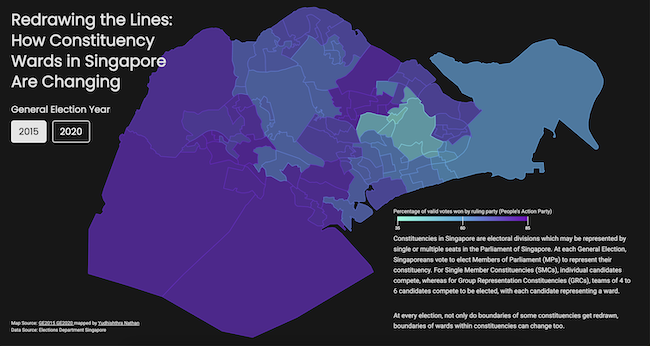 Redrawing the Lines:
How Constituency
Wards in Singapore
Are Changing
General Election Year
2015 2020
Percentage of valid votes won by ruling party (People's Action Party)
35 60 85
Constituencies in Singapore are electoral divisions which may be represented by
single or multiple seats in the Parliament of Singapore. At each General Election,
Singaporeans vote to elect Members of Parliament (MPs) to represent their
constituency. For Single Member Constituencies (SMCs), individual candidates
compete, whereas for Group Representation Constituencies (GRCs), teams of 4 to
6 candidates compete to be elected, with each candidate representing a ward.
At every election, not only do boundaries of some constituencies get redrawn,
boundaries of wards within constituencies can change too.
Map Source: GE2015 GE2020 mapped by Yudhishthra Nathan
Data Source: Elections Department Singapore